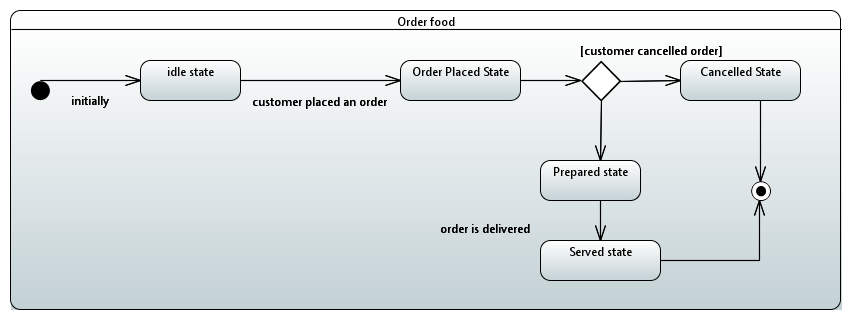 Order food
[customer cancelled order]
idle state
Order Placed State
Cancelled State
initially
customer placed an order
Prepared state
order is delivered
Served state